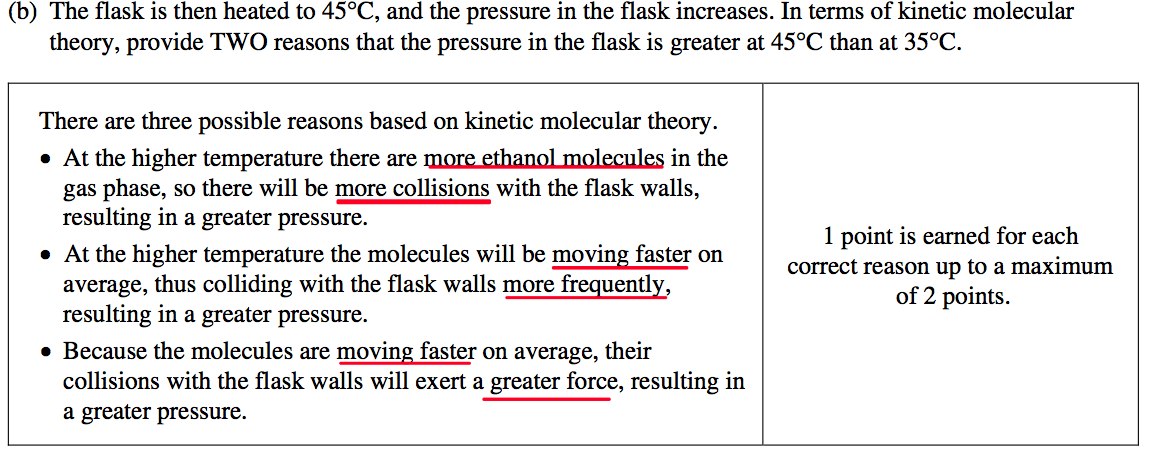 (b) The flask is then heated to 45°C, and the pressure in the flask increases. In terms of kinetic molecular
theory, provide TWO reasons that the pressure in the flask is greater at 45°C than at 35°C.
There are three possible reasons based on kinetic molecular theory.
• At the higher temperature there are more ethanol molecules in the
gas phase, so there will be more collisions with the flask walls,
resulting in a greater pressure.
• At the higher temperature the molecules will be moving faster on
average, thus colliding with the flask walls more frequently,
resulting in a greater pressure.
• Because the molecules are moving faster on average, their
collisions with the flask walls will exert a greater force, resulting in
a greater pressure.
1 point is earned for each
correct reason up to a maximum
of 2 points.